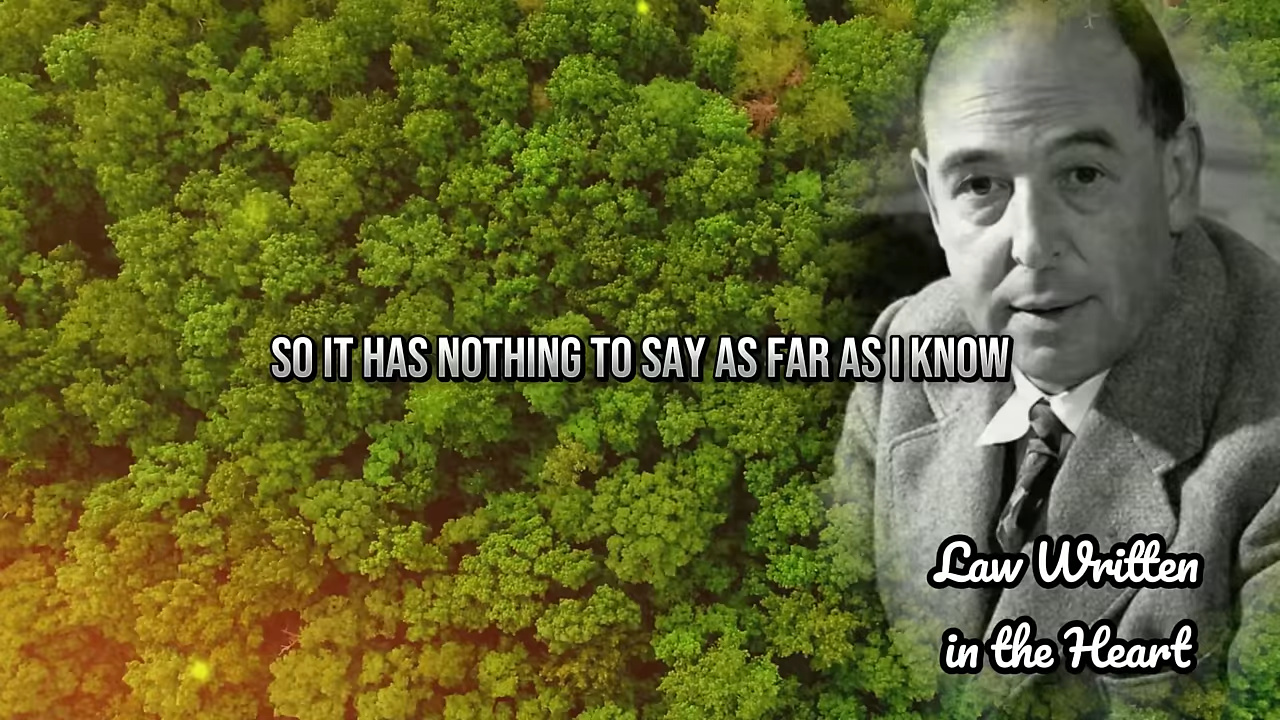 SO IT HAS NOTHING TO SAY AS FAR AS I KNOW
Law Written
in the Heart